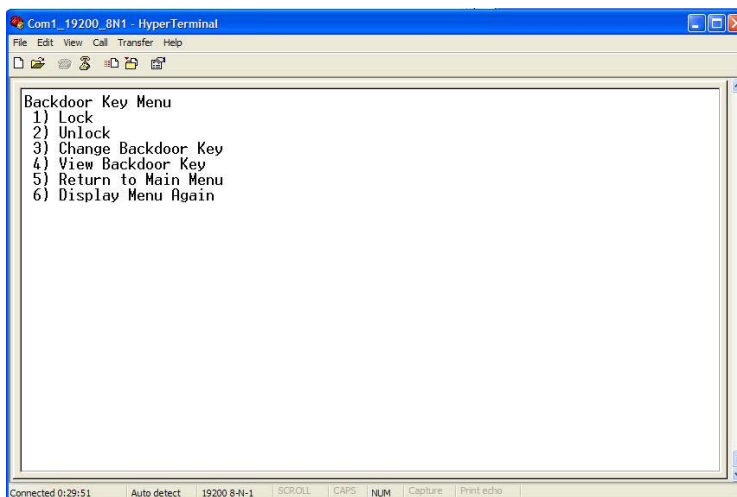 Com1_19200_8N1 - HyperTerminal
File Edit View Call Transfer Help
Backdoor Key Menu
1) Lock
2) Unlock
3) Change Backdoor Key
4) View Backdoor Key
5) Return to Main Menu
6) Display Menu Again
Connected 0:29:51 Auto detect 19200 8-N-1 SCROLL CAPS NUM Capture Print echo